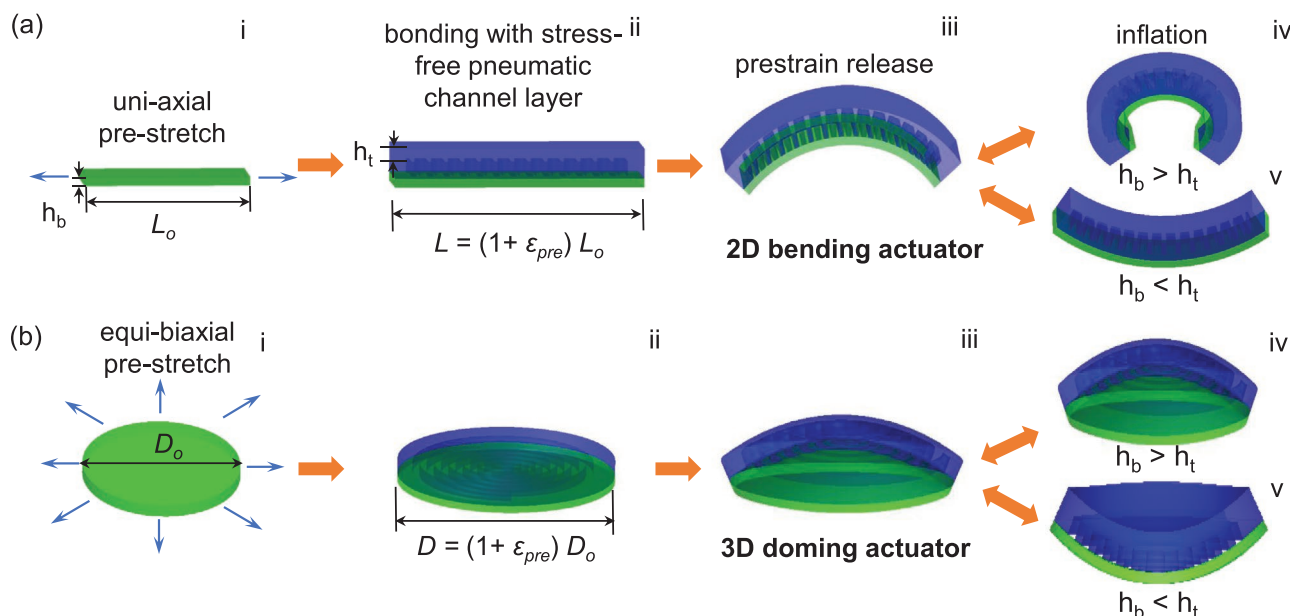 (a)
i
uni-axial
pre-stretch
h_b
L_o
ii
bonding with stress-
free pneumatic
channel layer
h_t
L = (1+ ε_pre) L_o
iii
prestrain release
2D bending actuator
iv
inflation
h_b > h_t
v
h_b < h_t
(b)
i
equi-biaxial
pre-stretch
D_o
ii
D = (1+ ε_pre) D_o
iii
3D doming actuator
iv
h_b > h_t
v
h_b < h_t